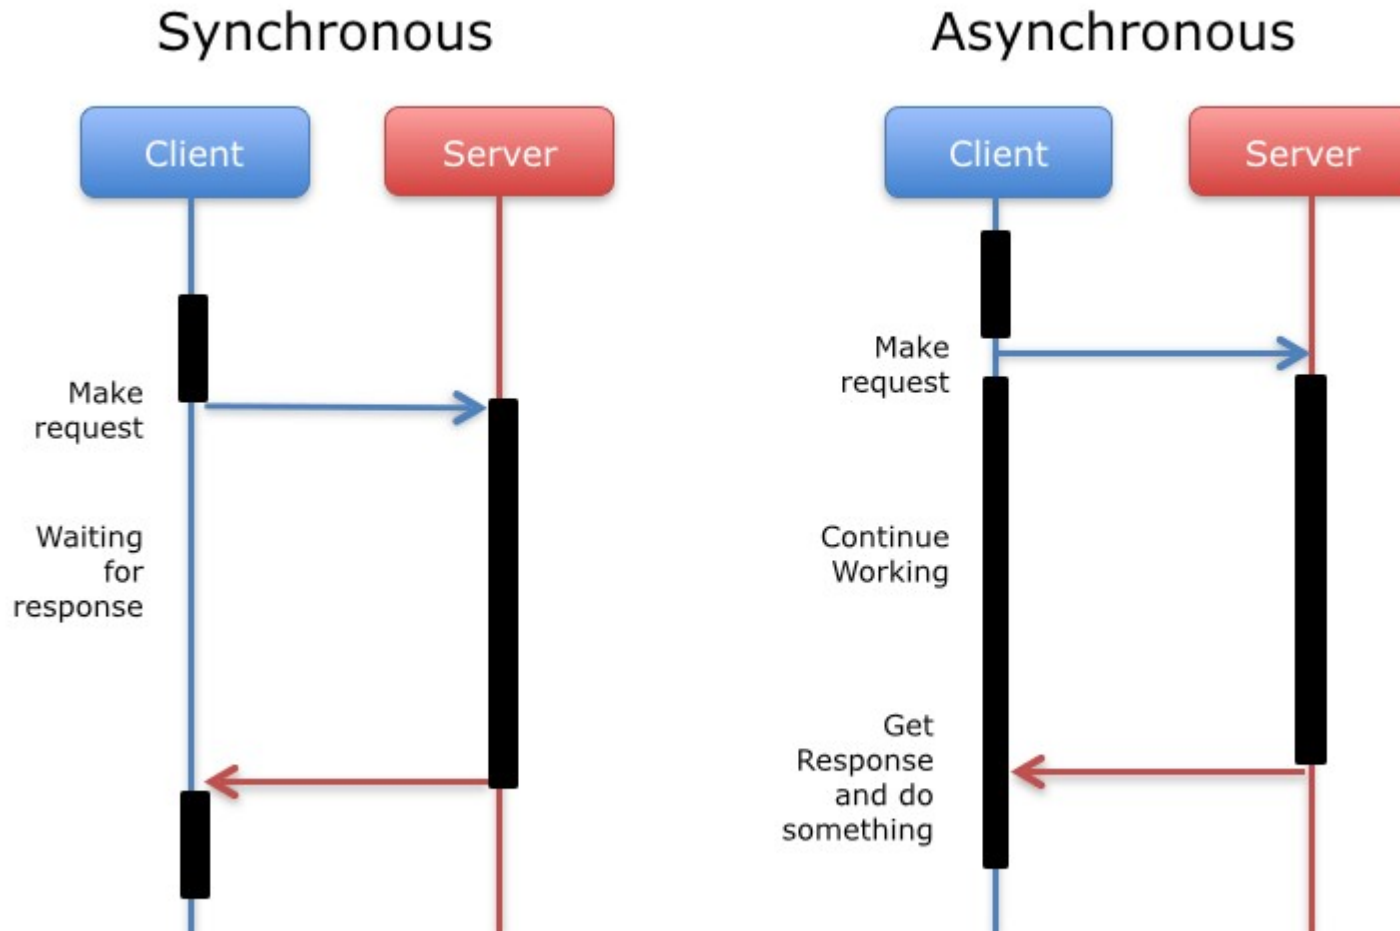 Synchronous
Client
Server
Make
request
Waiting
for
response
Asynchronous
Client
Server
Make
request
Continue
Working
Get
Response
and do
something